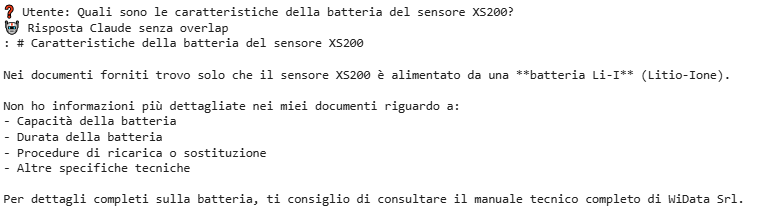 ❓ Utente: Quali sono le caratteristiche della batteria del sensore XS200?
🤖 Risposta Claude senza overlap
: # Caratteristiche della batteria del sensore XS200
Nei documenti forniti trovo solo che il sensore XS200 è alimentato da una **batteria Li-I** (Litio-Ione).
Non ho informazioni più dettagliate nei miei documenti riguardo a:
- Capacità della batteria
- Durata della batteria
- Procedure di ricarica o sostituzione
- Altre specifiche tecniche
Per dettagli completi sulla batteria, ti consiglio di consultare il manuale tecnico completo di WiData Srl.